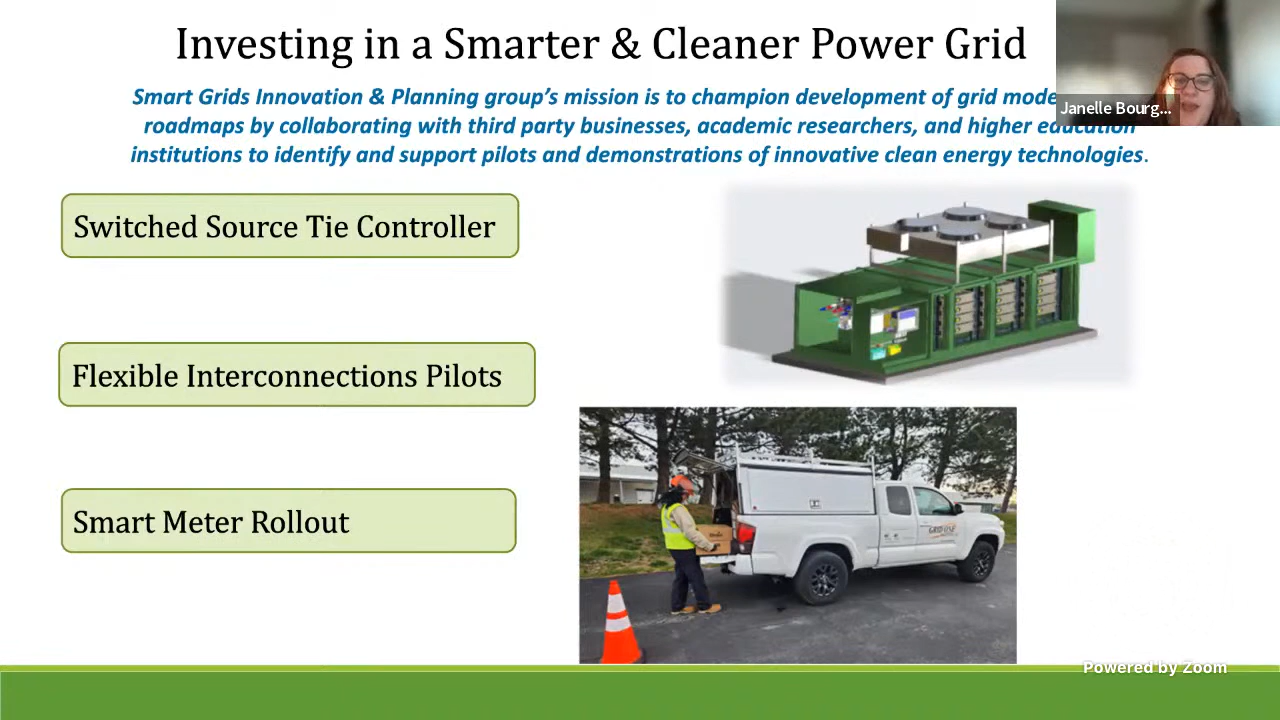 Investing in a Smarter & Cleaner Power Grid
Smart Grids Innovation & Planning group's mission is to champion development of grid mode
roadmaps by collaborating with third party businesses, academic researchers, and higher education
institutions to identify and support pilots and demonstrations of innovative clean energy technologies.
Janelle Bourg...
Switched Source Tie Controller
Flexible Interconnections Pilots
Smart Meter Rollout
Powered by Zoom